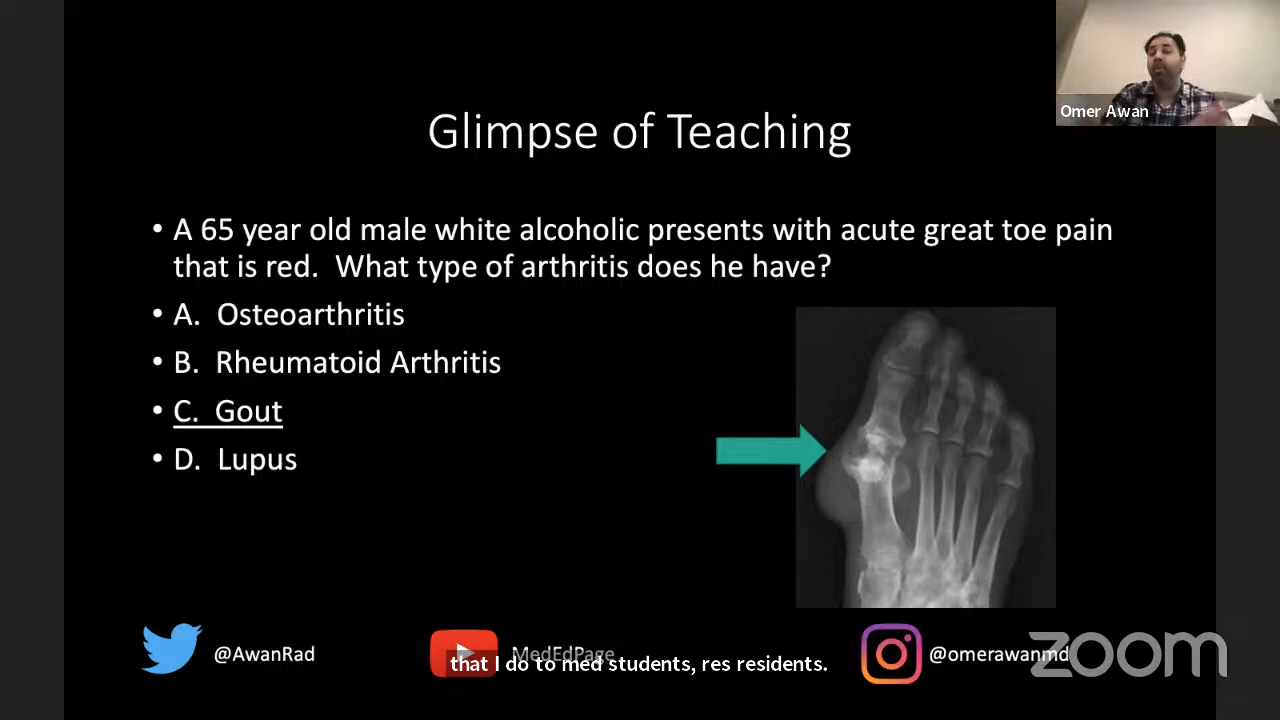 Omer Awan
Glimpse of Teaching
• A 65 year old male white alcoholic presents with acute great toe pain
that is red.  What type of arthritis does he have?
• A.  Osteoarthritis
• B.  Rheumatoid Arthritis
• C.  Gout
• D.  Lupus
@AwanRad
MedEdPage
@omerawanmd
zoom
that I do to med students, res residents.